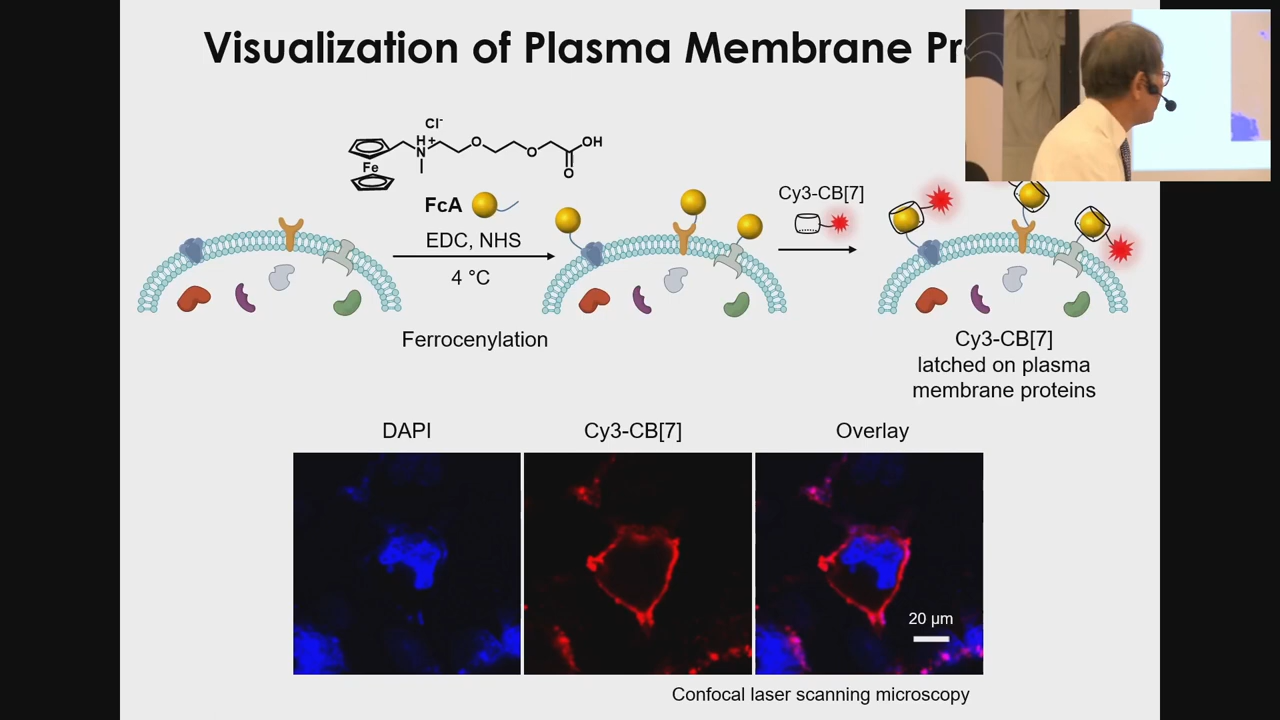 Visualization of Plasma Membrane
Cl-
H
N+
O
O
OH
O
Fe
FcA
EDC, NHS
4 °C
Ferrocenylation
Cy3-CB[7]
Cy3-CB[7]
latched on plasma
membrane proteins
DAPI
Cy3-CB[7]
Overlay
20 μm
Confocal laser scanning microscopy